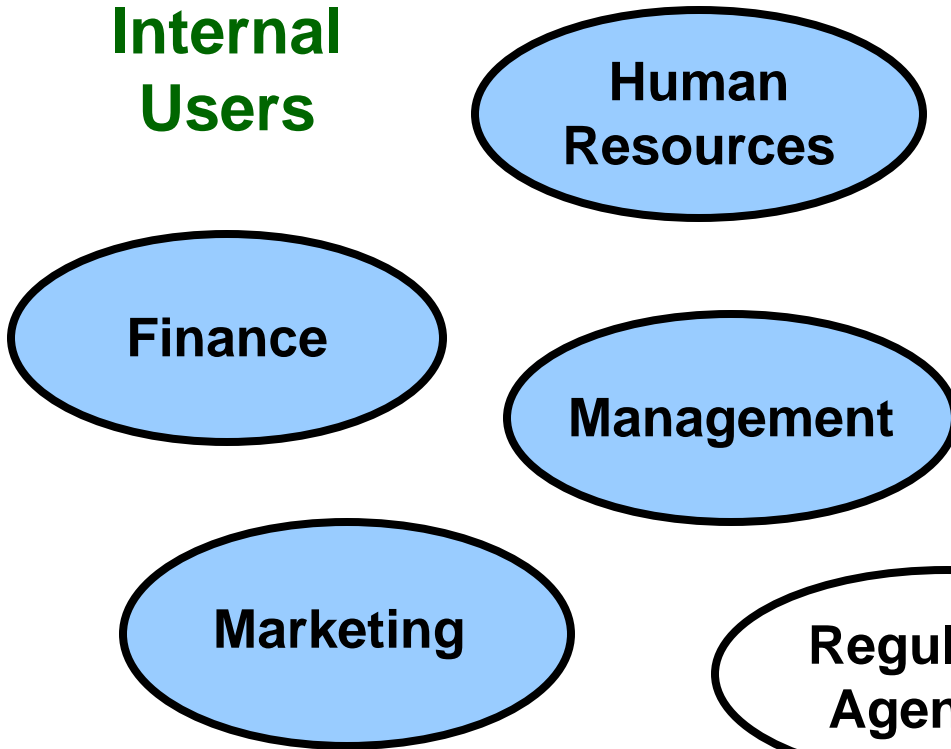 Internal
Users
Human
Resources
Finance
Management
Marketing